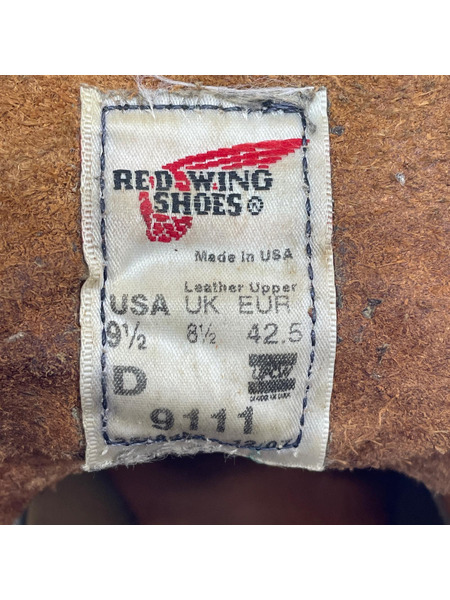 RED WING
SHOES
Made in USA
Leather Upper
USA UK EUR
9½ 8½ 42.5
D
9111